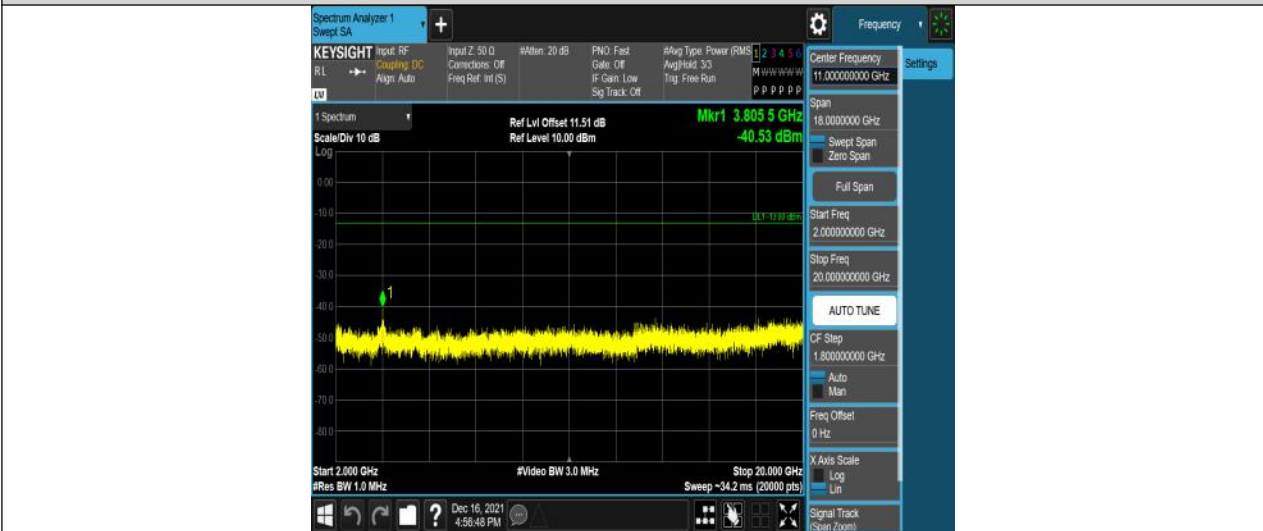 Spectrum Analyzer 1
Swept SA
Frequency
KEYSIGHT
Input: RF
Coupling: DC
Align: Auto
Input Z: 50 Ω
Corrections: Off
Freq Ref: Int (S)
#Atten: 20 dB
PNO: Fast
Gate: Off
IF Gain: Low
Sig Track: Off
#Avg Type: Power (RMS
Avg|Hold: 3/3
Trig: Free Run
1 2 3 4 5 6
M W W W W W
P P P P P P
RL
LV
1 Spectrum
Scale/Div 10 dB
Ref Lvl Offset 11.51 dB
Ref Level 10.00 dBm
Mkr1 3.805 5 GHz
-40.53 dBm
Log
0.00
-10.0
-20.0
-30.0
-40.0
-50.0
-60.0
-70.0
-80.0
DL1 -13.00 dBm
1
Start 2.000 GHz
#Res BW 1.0 MHz
#Video BW 3.0 MHz
Stop 20.000 GHz
Sweep ~34.2 ms (20000 pts)
Dec 16, 2021
4:56:48 PM
Center Frequency
11.000000000 GHz
Settings
Span
18.0000000 GHz
Swept Span
Zero Span
Full Span
Start Freq
2.000000000 GHz
Stop Freq
20.000000000 GHz
AUTO TUNE
CF Step
1.800000000 GHz
Auto
Man
Freq Offset
0 Hz
X Axis Scale
Log
Lin
Signal Track
(Span Zoom)